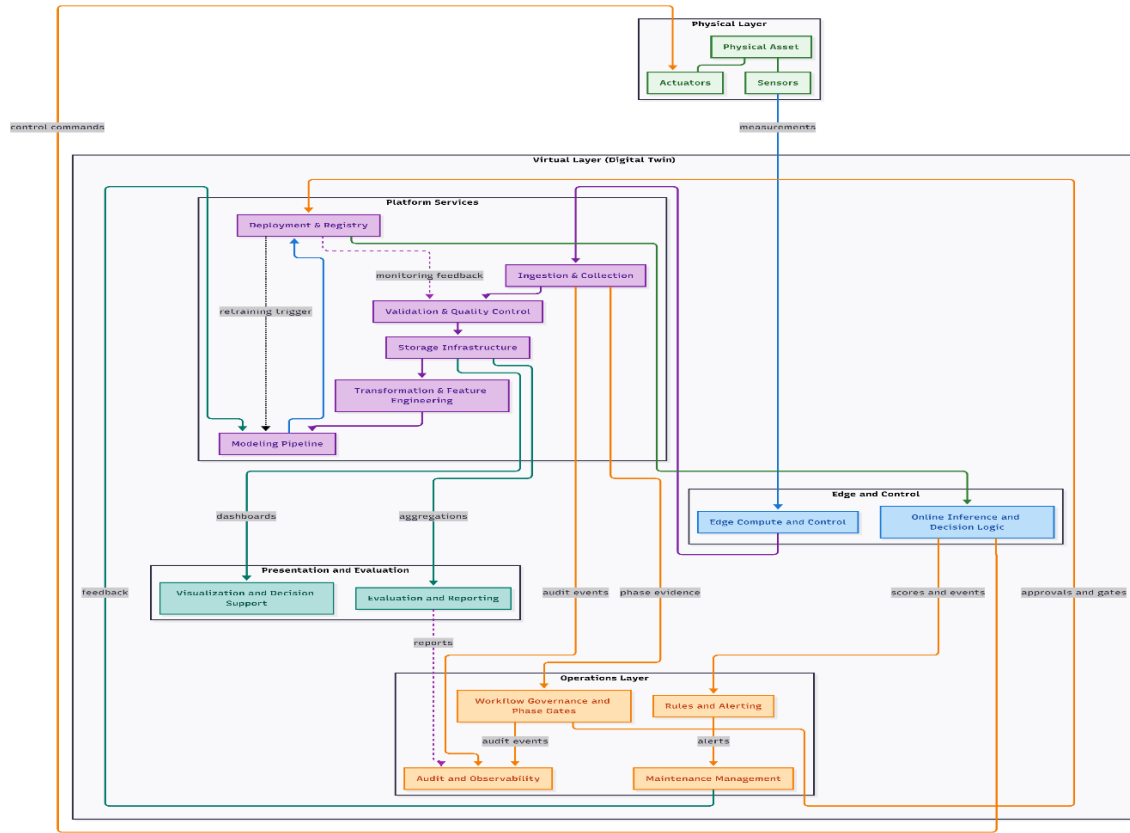 Physical Layer
Physical Asset
Actuators
Sensors
control commands
measurements
Virtual Layer (Digital Twin)
Platform Services
Deployment & Registry
monitoring feedback
Ingestion & Collection
retraining trigger
Validation & Quality Control
Storage Infrastructure
Transformation & Feature
Engineering
Modeling Pipeline
Edge and Control
dashboards
aggregations
Edge Compute and Control
Online Inference and
Decision Logic
Presentation and Evaluation
feedback
Visualization and Decision
Support
Evaluation and Reporting
audit events
phase evidence
scores and events
approvals and gates
reports
Operations Layer
Workflow Governance and
Phase Gates
Rules and Alerting
audit events
alerts
Audit and Observability
Maintenance Management